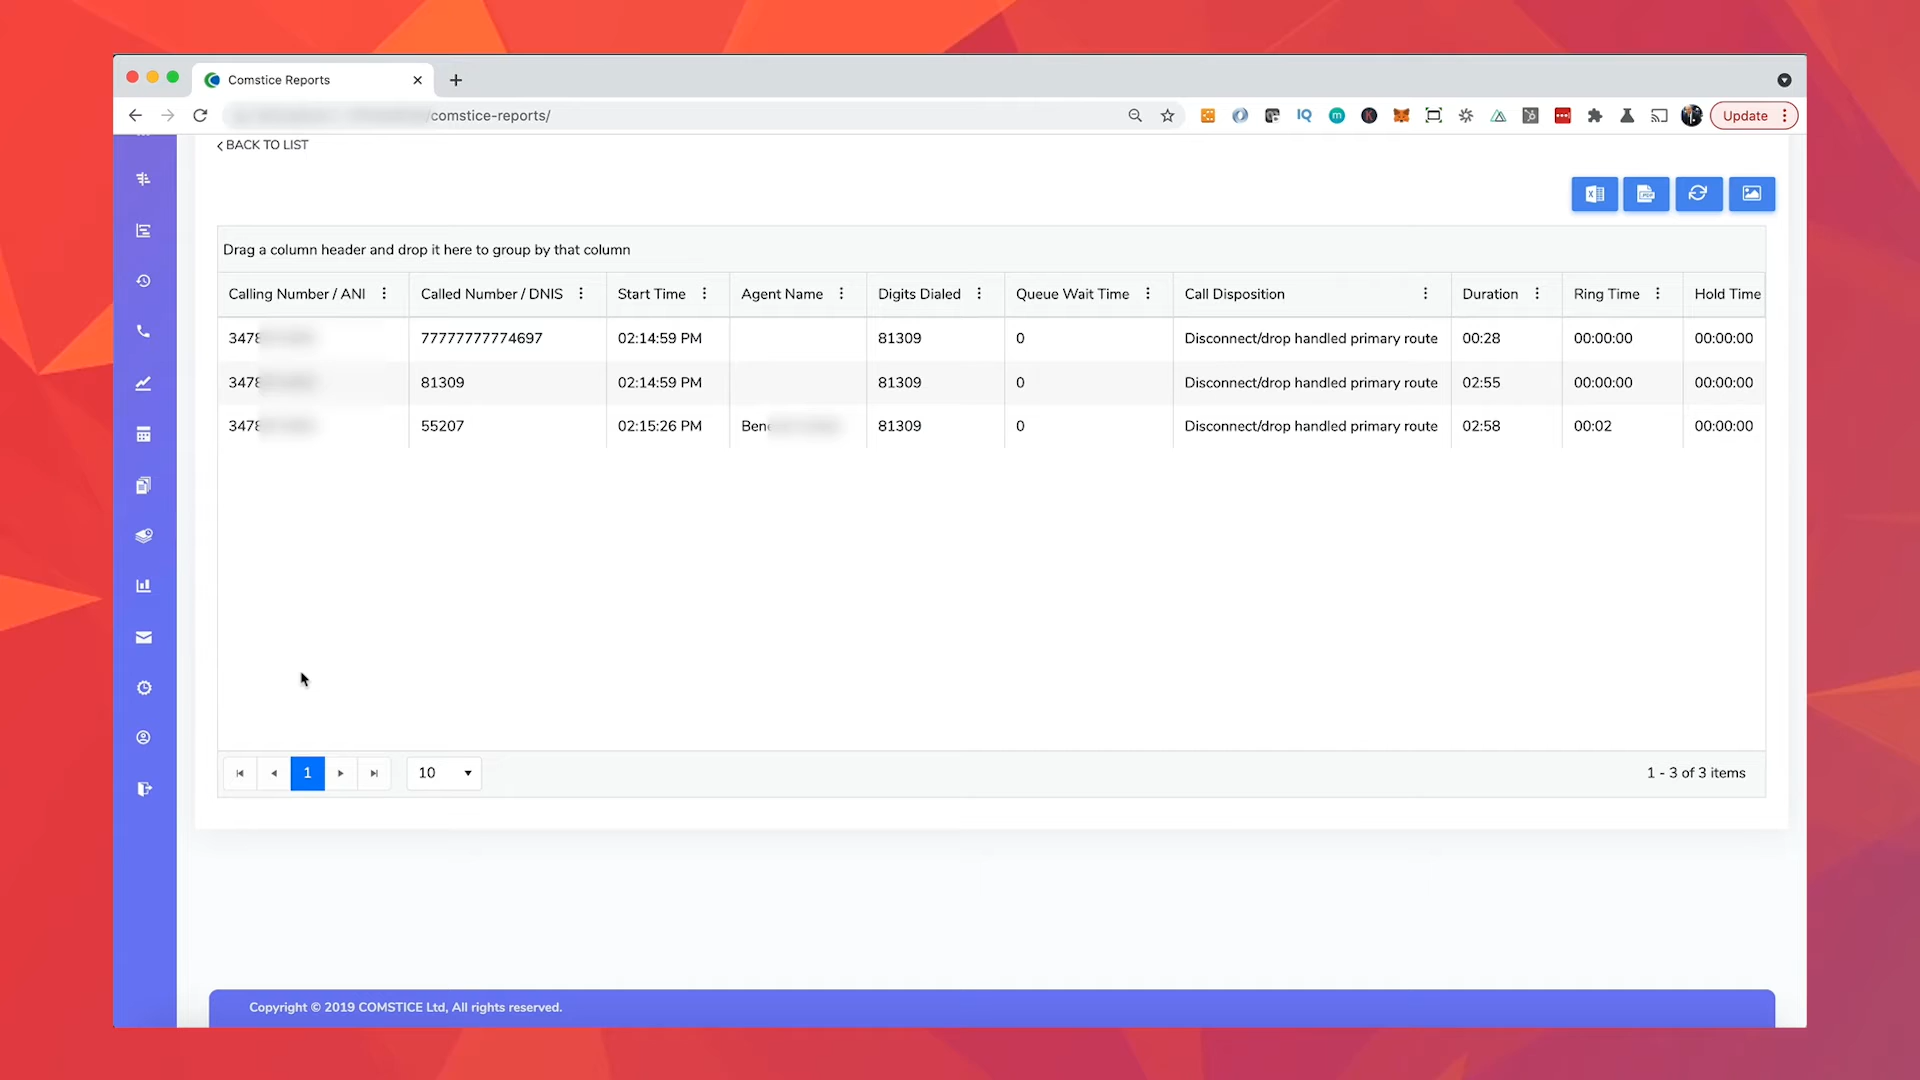 Comstice Reports
/comstice-reports/
Update
BACK TO LIST
Drag a column header and drop it here to group by that column
Calling Number / ANI Called Number / DNIS Start Time Agent Name Digits Dialed Queue Wait Time Call Disposition Duration Ring Time Hold Time
3478 77777777774697 02:14:59 PM 81309 0 Disconnect/drop handled primary route 00:28 00:00:00 00:00:00
3478 81309 02:14:59 PM 81309 0 Disconnect/drop handled primary route 02:55 00:00:00 00:00:00
3478 55207 02:15:26 PM Ben 81309 0 Disconnect/drop handled primary route 02:58 00:02 00:00:00
1 10 1 - 3 of 3 items
Copyright © 2019 COMSTICE Ltd, All rights reserved.